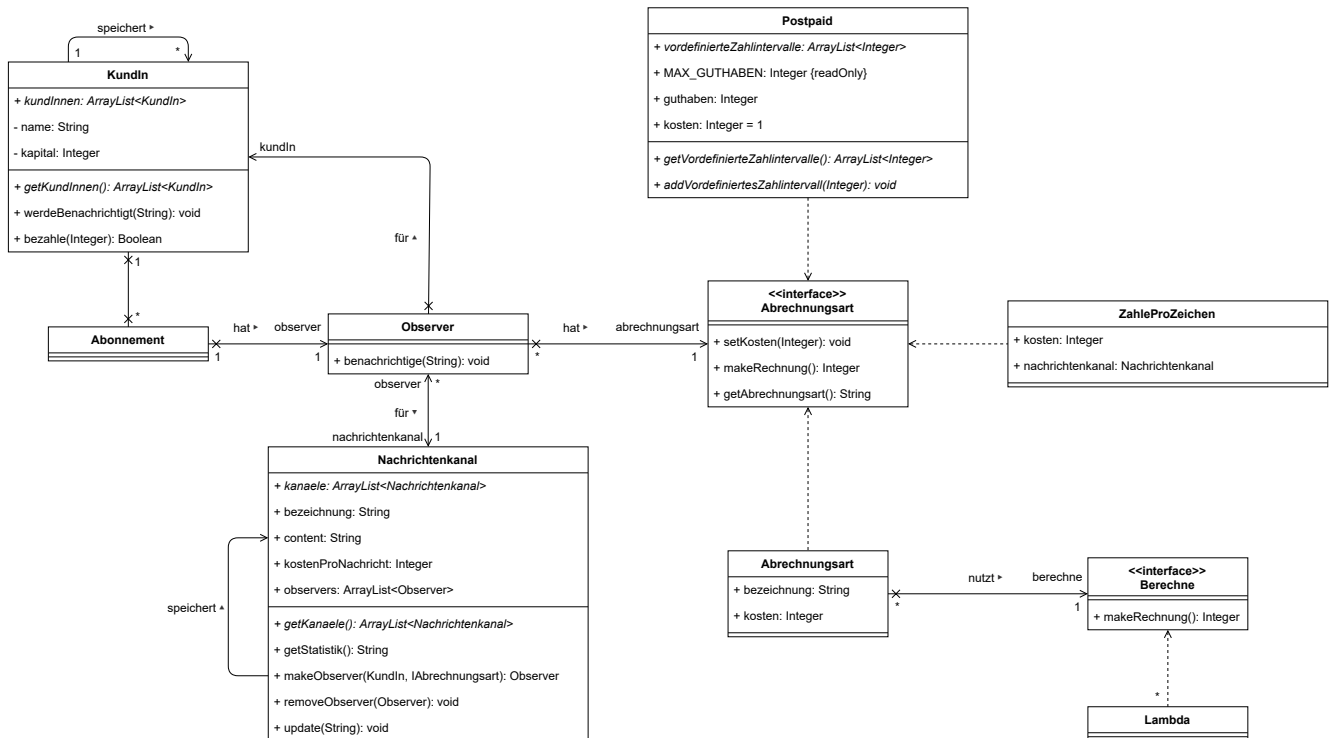 speichert ▸
1
*
KundIn
+ kundInnen: ArrayList<KundIn>
- name: String
- kapital: Integer
+ getKundInnen(): ArrayList<KundIn>
+ werdeBenachrichtigt(String): void
+ bezahle(Integer): Boolean
kundIn
für ▴
1
*
Abonnement
hat ▸
observer
1
1
Observer
+ benachrichtige(String): void
hat ▸
abrechnungsart
*
1
observer
*
für ▾
nachrichtenkanal
1
Nachrichtenkanal
+ kanaele: ArrayList<Nachrichtenkanal>
+ bezeichnung: String
+ content: String
+ kostenProNachricht: Integer
+ observers: ArrayList<Observer>
+ getKanaele(): ArrayList<Nachrichtenkanal>
+ getStatistik(): String
+ makeObserver(KundIn, IAbrechnungsart): Observer
+ removeObserver(Observer): void
+ update(String): void
speichert ▴
Postpaid
+ vordefinierteZahlintervalle: ArrayList<Integer>
+ MAX_GUTHABEN: Integer {readOnly}
+ guthaben: Integer
+ kosten: Integer = 1
+ getVordefinierteZahlintervalle(): ArrayList<Integer>
+ addVordefiniertesZahlintervall(Integer): void
<<interface>>
Abrechnungsart
+ setKosten(Integer): void
+ makeRechnung(): Integer
+ getAbrechnungsart(): String
ZahleProZeichen
+ kosten: Integer
+ nachrichtenkanal: Nachrichtenkanal
Abrechnungsart
+ bezeichnung: String
+ kosten: Integer
nutzt ▸
berechne
*
1
<<interface>>
Berechne
+ makeRechnung(): Integer
*
Lambda